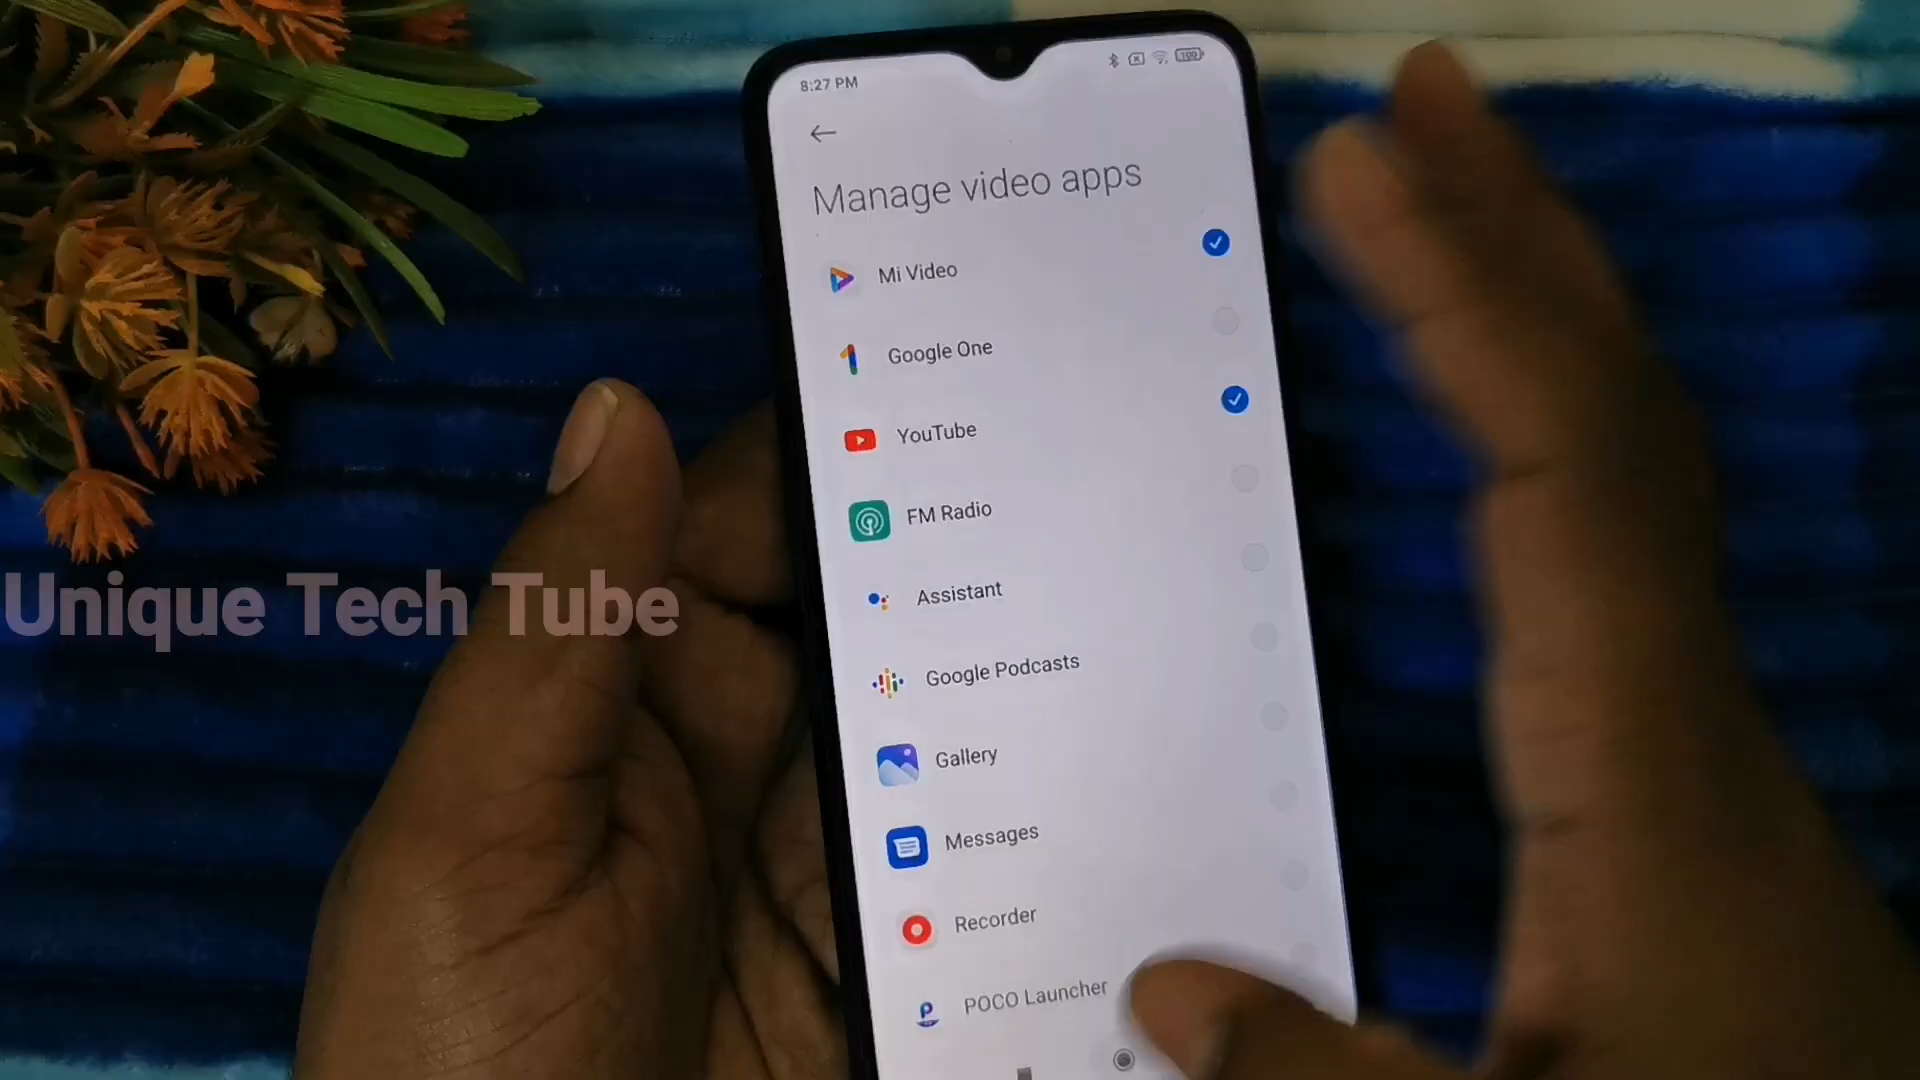 8:27 PM
100
Manage video apps
Mi Video
Google One
YouTube
FM Radio
Assistant
Google Podcasts
Gallery
Messages
Recorder
POCO Launcher
Unique Tech Tube